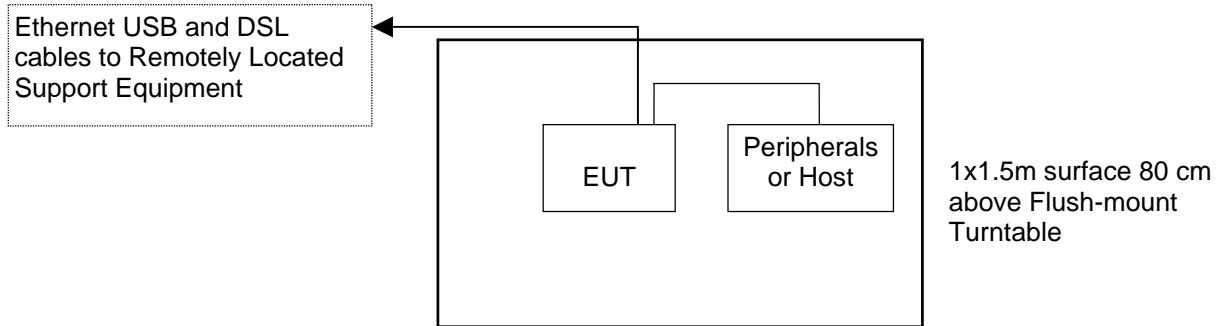 Ethernet USB and DSL
cables to Remotely Located
Support Equipment
EUT
Peripherals
or Host
1x1.5m surface 80 cm
above Flush-mount
Turntable